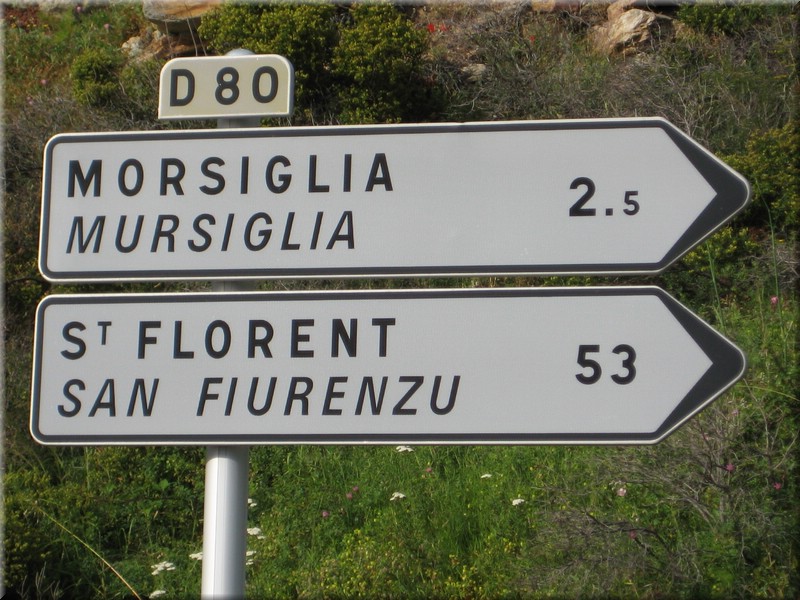 D 80
MORSIGLIA 2.5
MURSIGLIA
ST FLORENT 53
SAN FIURENZU